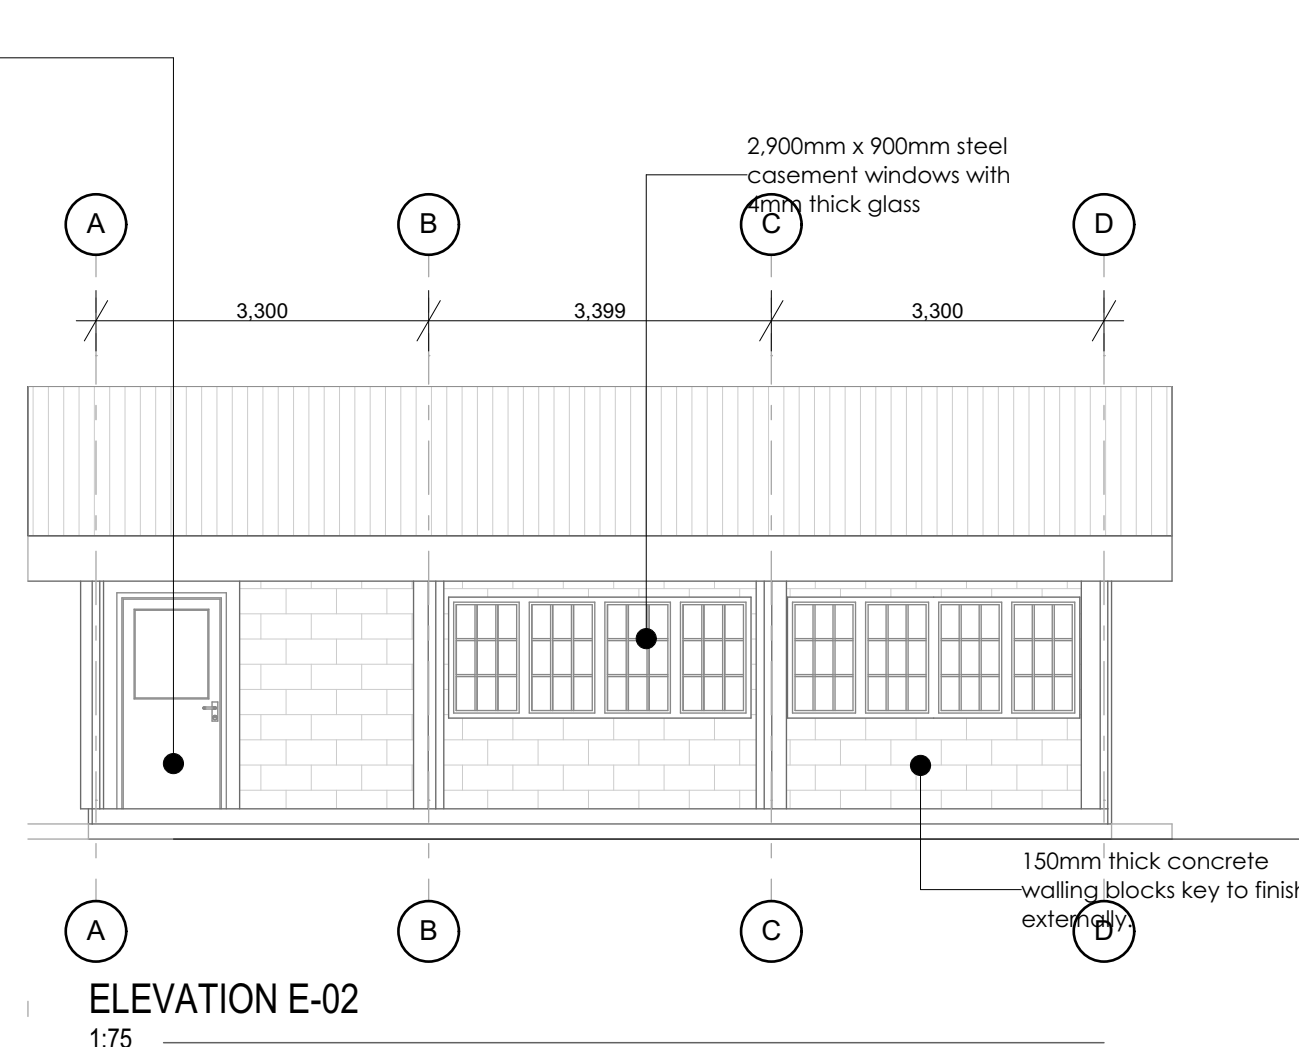 2,900mm x 900mm steel
casement windows with
4mm thick glass
A B C D
3,300 3,399 3,300
150mm thick concrete
walling blocks key to finish
externally.
A B C D
ELEVATION E-02
1:75